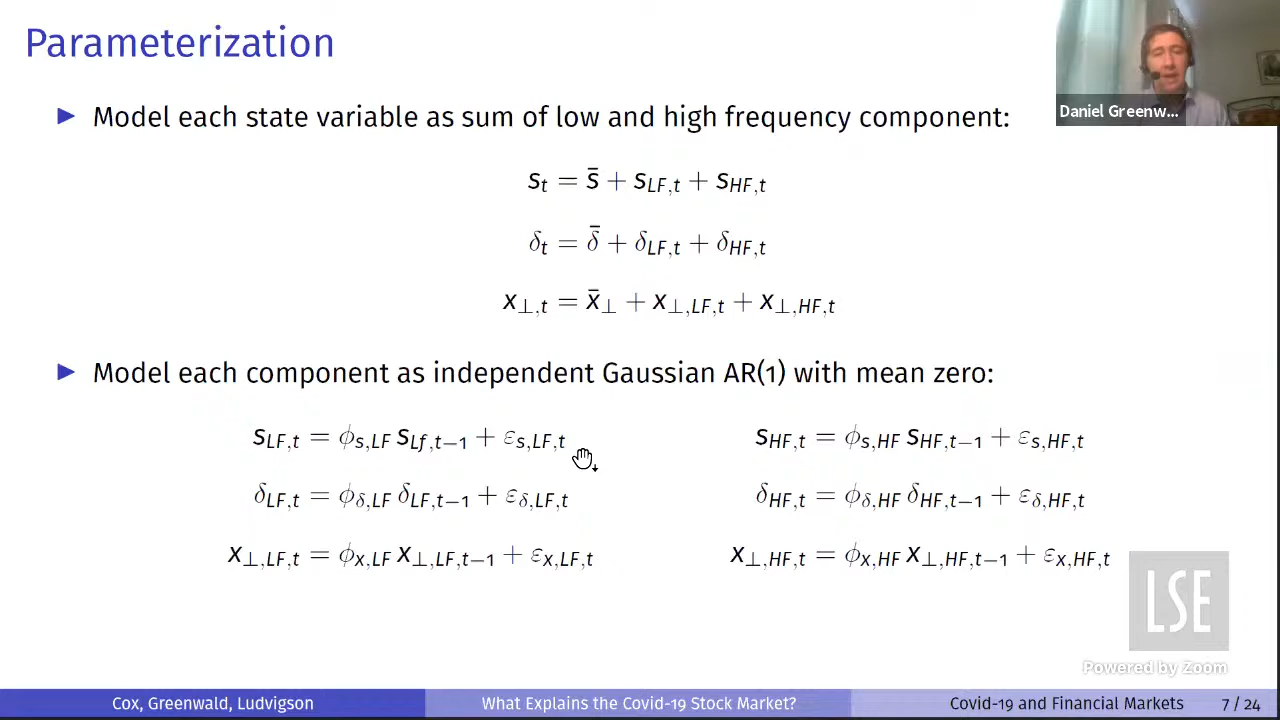 Parameterization
Daniel Greenw...
▶ Model each state variable as sum of low and high frequency component:
s_t = s̄ + s_{LF,t} + s_{HF,t}
δ_t = δ̄ + δ_{LF,t} + δ_{HF,t}
x_{⊥,t} = x̄_⊥ + x_{⊥,LF,t} + x_{⊥,HF,t}
▶ Model each component as independent Gaussian AR(1) with mean zero:
s_{LF,t} = ϕ_{s,LF} s_{Lf,t−1} + ε_{s,LF,t} s_{HF,t} = ϕ_{s,HF} s_{HF,t−1} + ε_{s,HF,t}
δ_{LF,t} = ϕ_{δ,LF} δ_{LF,t−1} + ε_{δ,LF,t} δ_{HF,t} = ϕ_{δ,HF} δ_{HF,t−1} + ε_{δ,HF,t}
x_{⊥,LF,t} = ϕ_{x,LF} x_{⊥,LF,t−1} + ε_{x,LF,t} x_{⊥,HF,t} = ϕ_{x,HF} x_{⊥,HF,t−1} + ε_{x,HF,t}
LSE
Powered by Zoom
Cox, Greenwald, Ludvigson What Explains the Covid-19 Stock Market? Covid-19 and Financial Markets 7 / 24